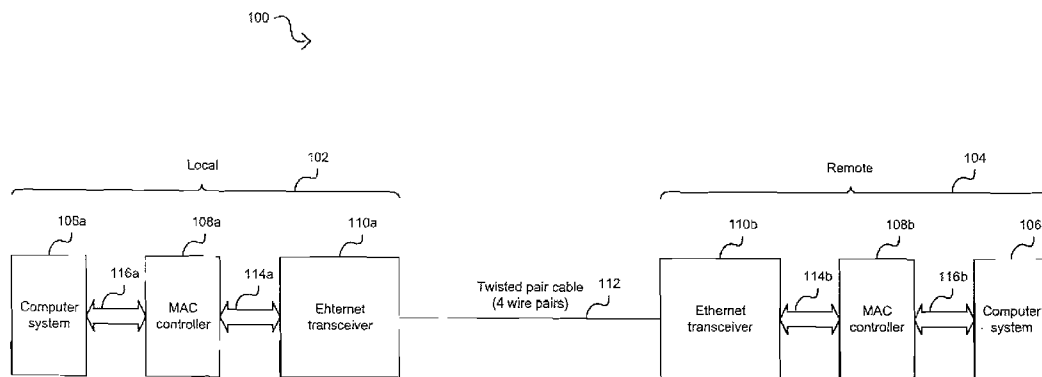 100
Local
102
Remote
104
106a
108a
110a
110b
108b
106
116a
114a
Twisted pair cable
(4 wire pairs)
112
114b
116b
Computer
system
MAC
controller
Ehternet
transceiver
Ethernet
transceiver
MAC
controller
Computer
system